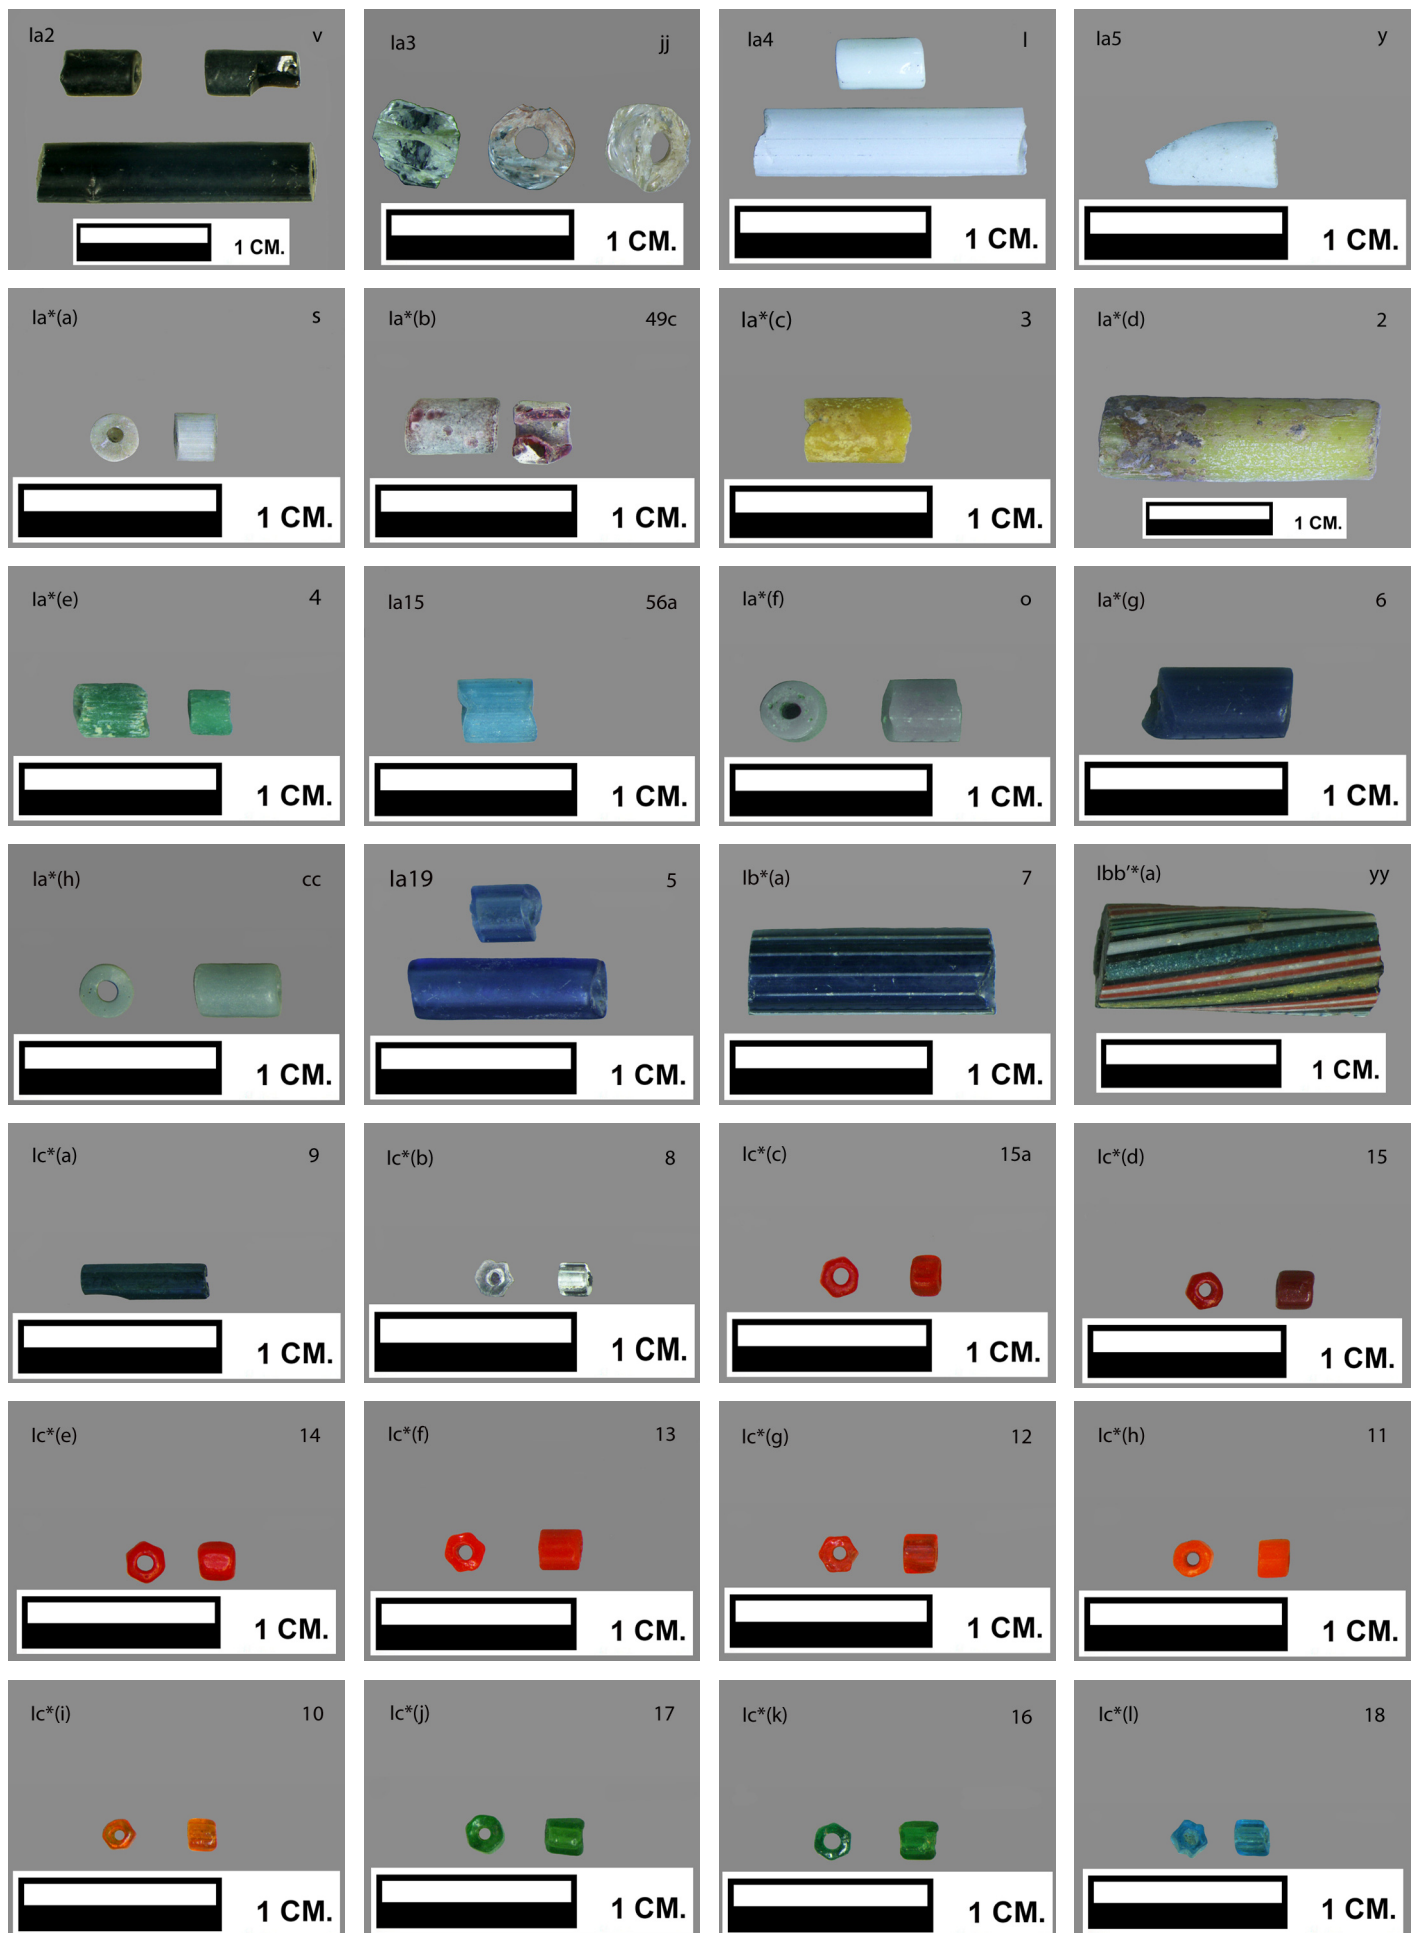 Ia2 v
1 CM.
Ia3 jj
1 CM.
Ia4 l
1 CM.
Ia5 y
1 CM.
Ia*(a) s
1 CM.
Ia*(b) 49c
1 CM.
Ia*(c) 3
1 CM.
Ia*(d) 2
1 CM.
Ia*(e) 4
1 CM.
Ia15 56a
1 CM.
Ia*(f) o
1 CM.
Ia*(g) 6
1 CM.
Ia*(h) cc
1 CM.
Ia19 5
1 CM.
Ib*(a) 7
1 CM.
Ibb'*(a) yy
1 CM.
Ic*(a) 9
1 CM.
Ic*(b) 8
1 CM.
Ic*(c) 15a
1 CM.
Ic*(d) 15
1 CM.
Ic*(e) 14
1 CM.
Ic*(f) 13
1 CM.
Ic*(g) 12
1 CM.
Ic*(h) 11
1 CM.
Ic*(i) 10
1 CM.
Ic*(j) 17
1 CM.
Ic*(k) 16
1 CM.
Ic*(l) 18
1 CM.